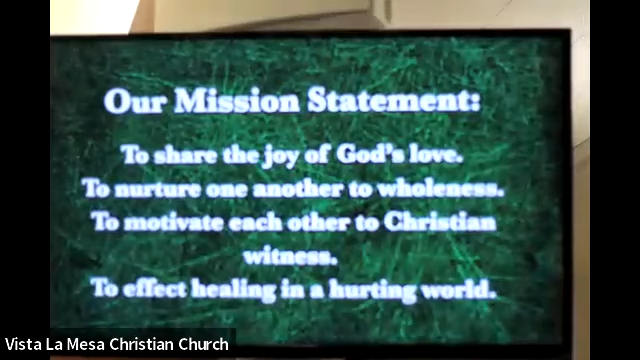 Our Mission Statement:
To share the joy of God's love.
To nurture one another to wholeness.
To motivate each other to Christian
witness.
To effect healing in a hurting world.
Vista La Mesa Christian Church